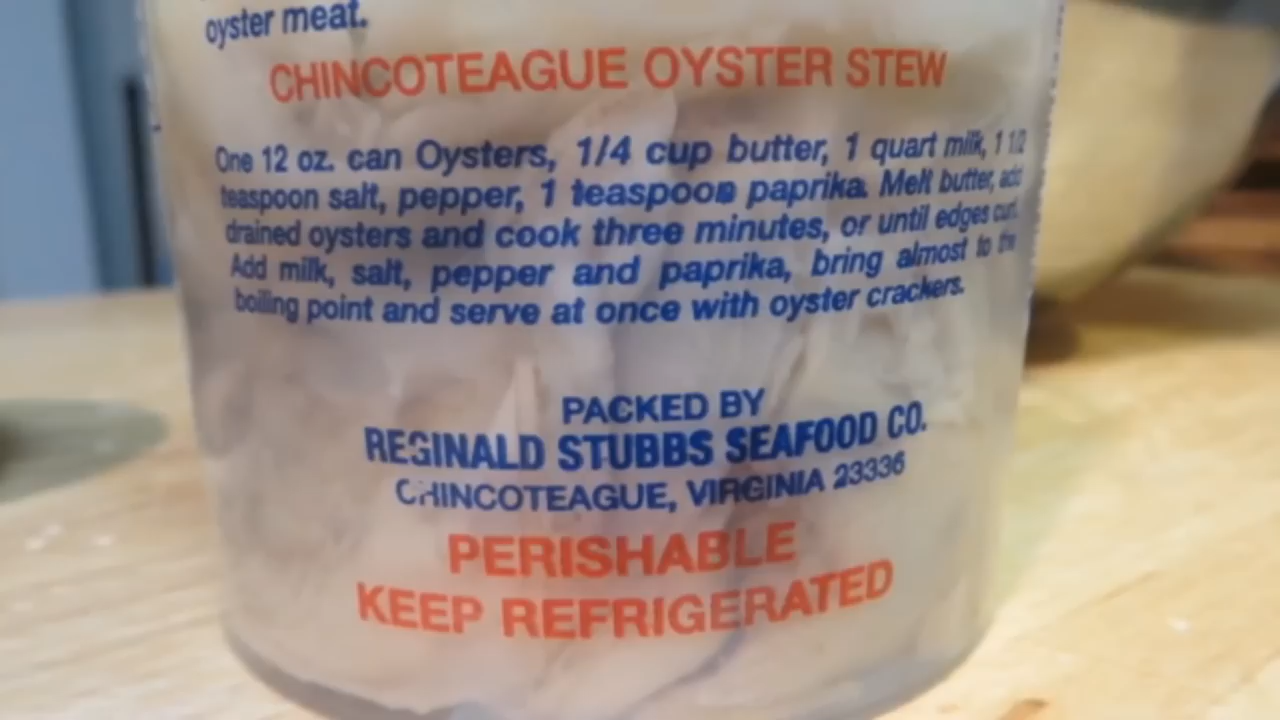 oyster meat.
CHINCOTEAGUE OYSTER STEW
One 12 oz. can Oysters, 1/4 cup butter, 1 quart milk, 1 1/2
teaspoon salt, pepper, 1 teaspoon paprika. Melt butter, add
drained oysters and cook three minutes, or until edges curl.
Add milk, salt, pepper and paprika, bring almost to the
boiling point and serve at once with oyster crackers.
PACKED BY
REGINALD STUBBS SEAFOOD CO.
CHINCOTEAGUE, VIRGINIA 23336
PERISHABLE
KEEP REFRIGERATED